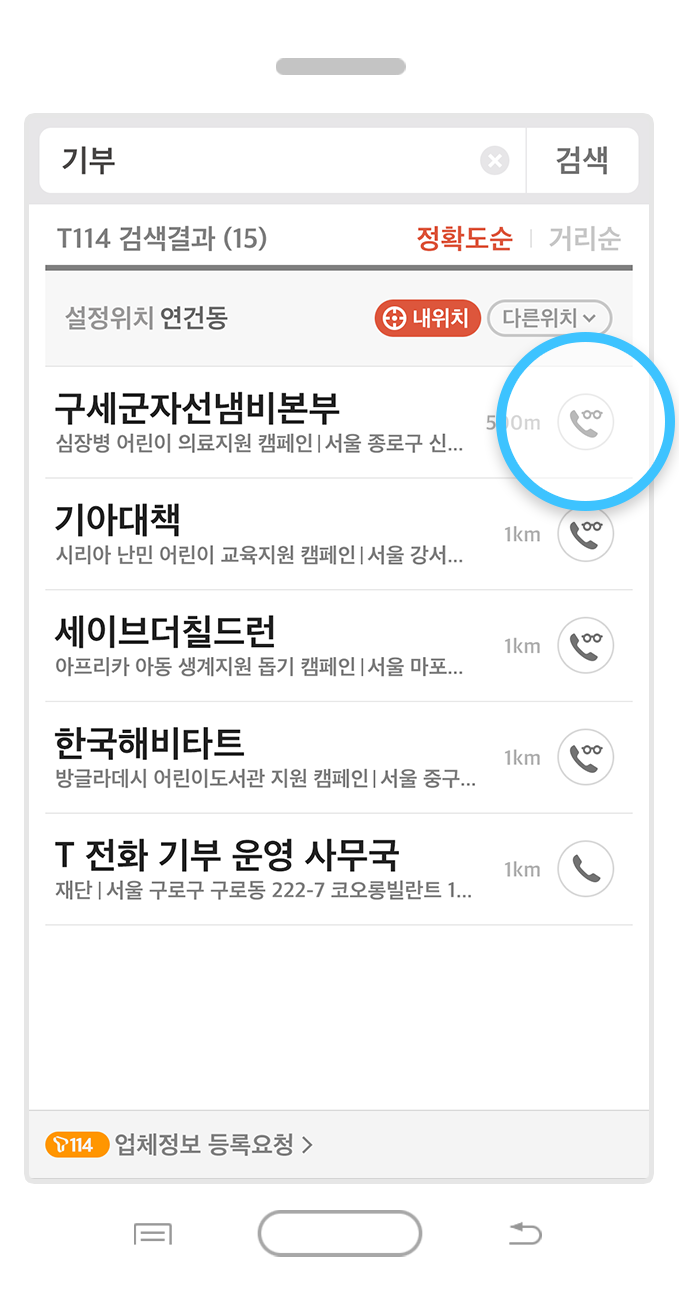 기부
검색
T114 검색결과 (15)
정확도순 | 거리순
설정위치 연건동
내위치
다른위치
구세군자선냄비본부
심장병 어린이 의료지원 캠페인 | 서울 종로구 신...
500m
기아대책
시리아 난민 어린이 교육지원 캠페인 | 서울 강서...
1km
세이브더칠드런
아프리카 아동 생계지원 돕기 캠페인 | 서울 마포...
1km
한국해비타트
방글라데시 어린이도서관 지원 캠페인 | 서울 중구...
1km
T 전화 기부 운영 사무국
재단 | 서울 구로구 구로동 222-7 코오롱빌란트 1...
1km
114 업체정보 등록요청 >